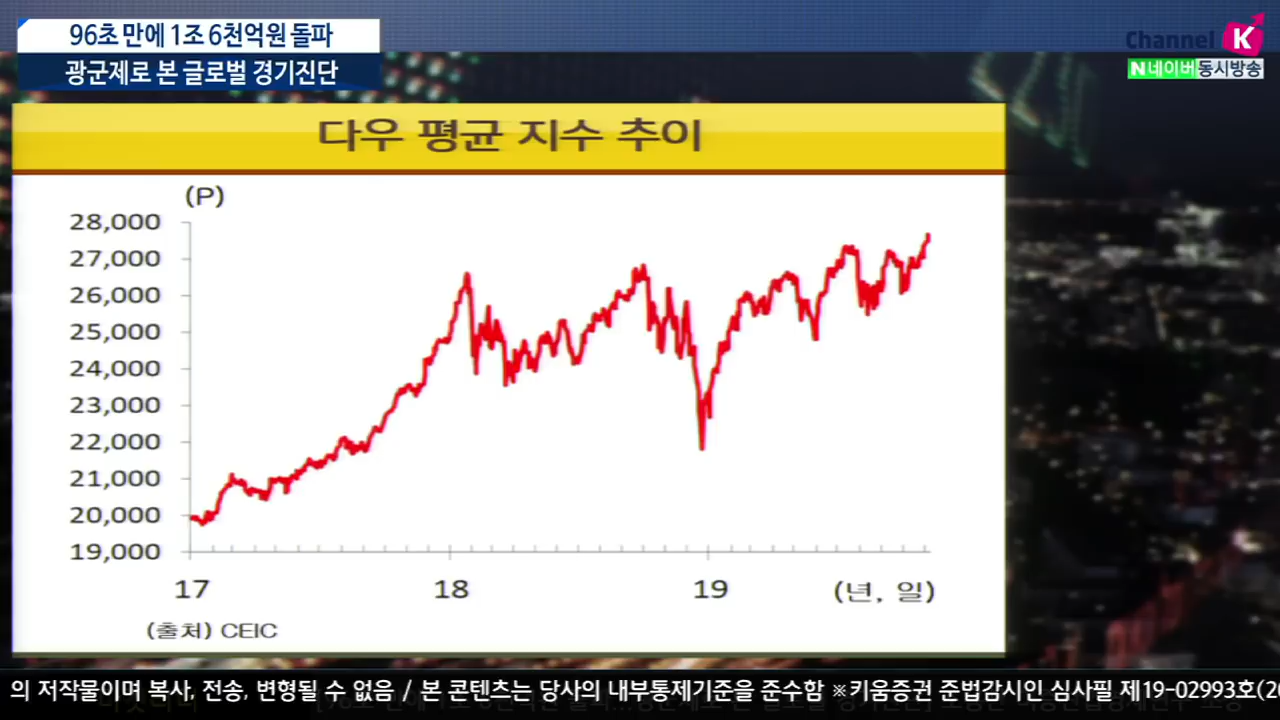 96초 만에 1조 6천억원 돌파
광군제로 본 글로벌 경기진단
Channel K
N 네이버 동시방송
다우 평균 지수 추이
(P)
28,000
27,000
26,000
25,000
24,000
23,000
22,000
21,000
20,000
19,000
17 18 19 (년, 일)
(출처) CEIC
의 저작물이며 복사, 전송, 변형될 수 없음 / 본 콘텐츠는 당사의 내부통제기준을 준수함 ※키움증권 준법감시인 심사필 제19-02993호(20